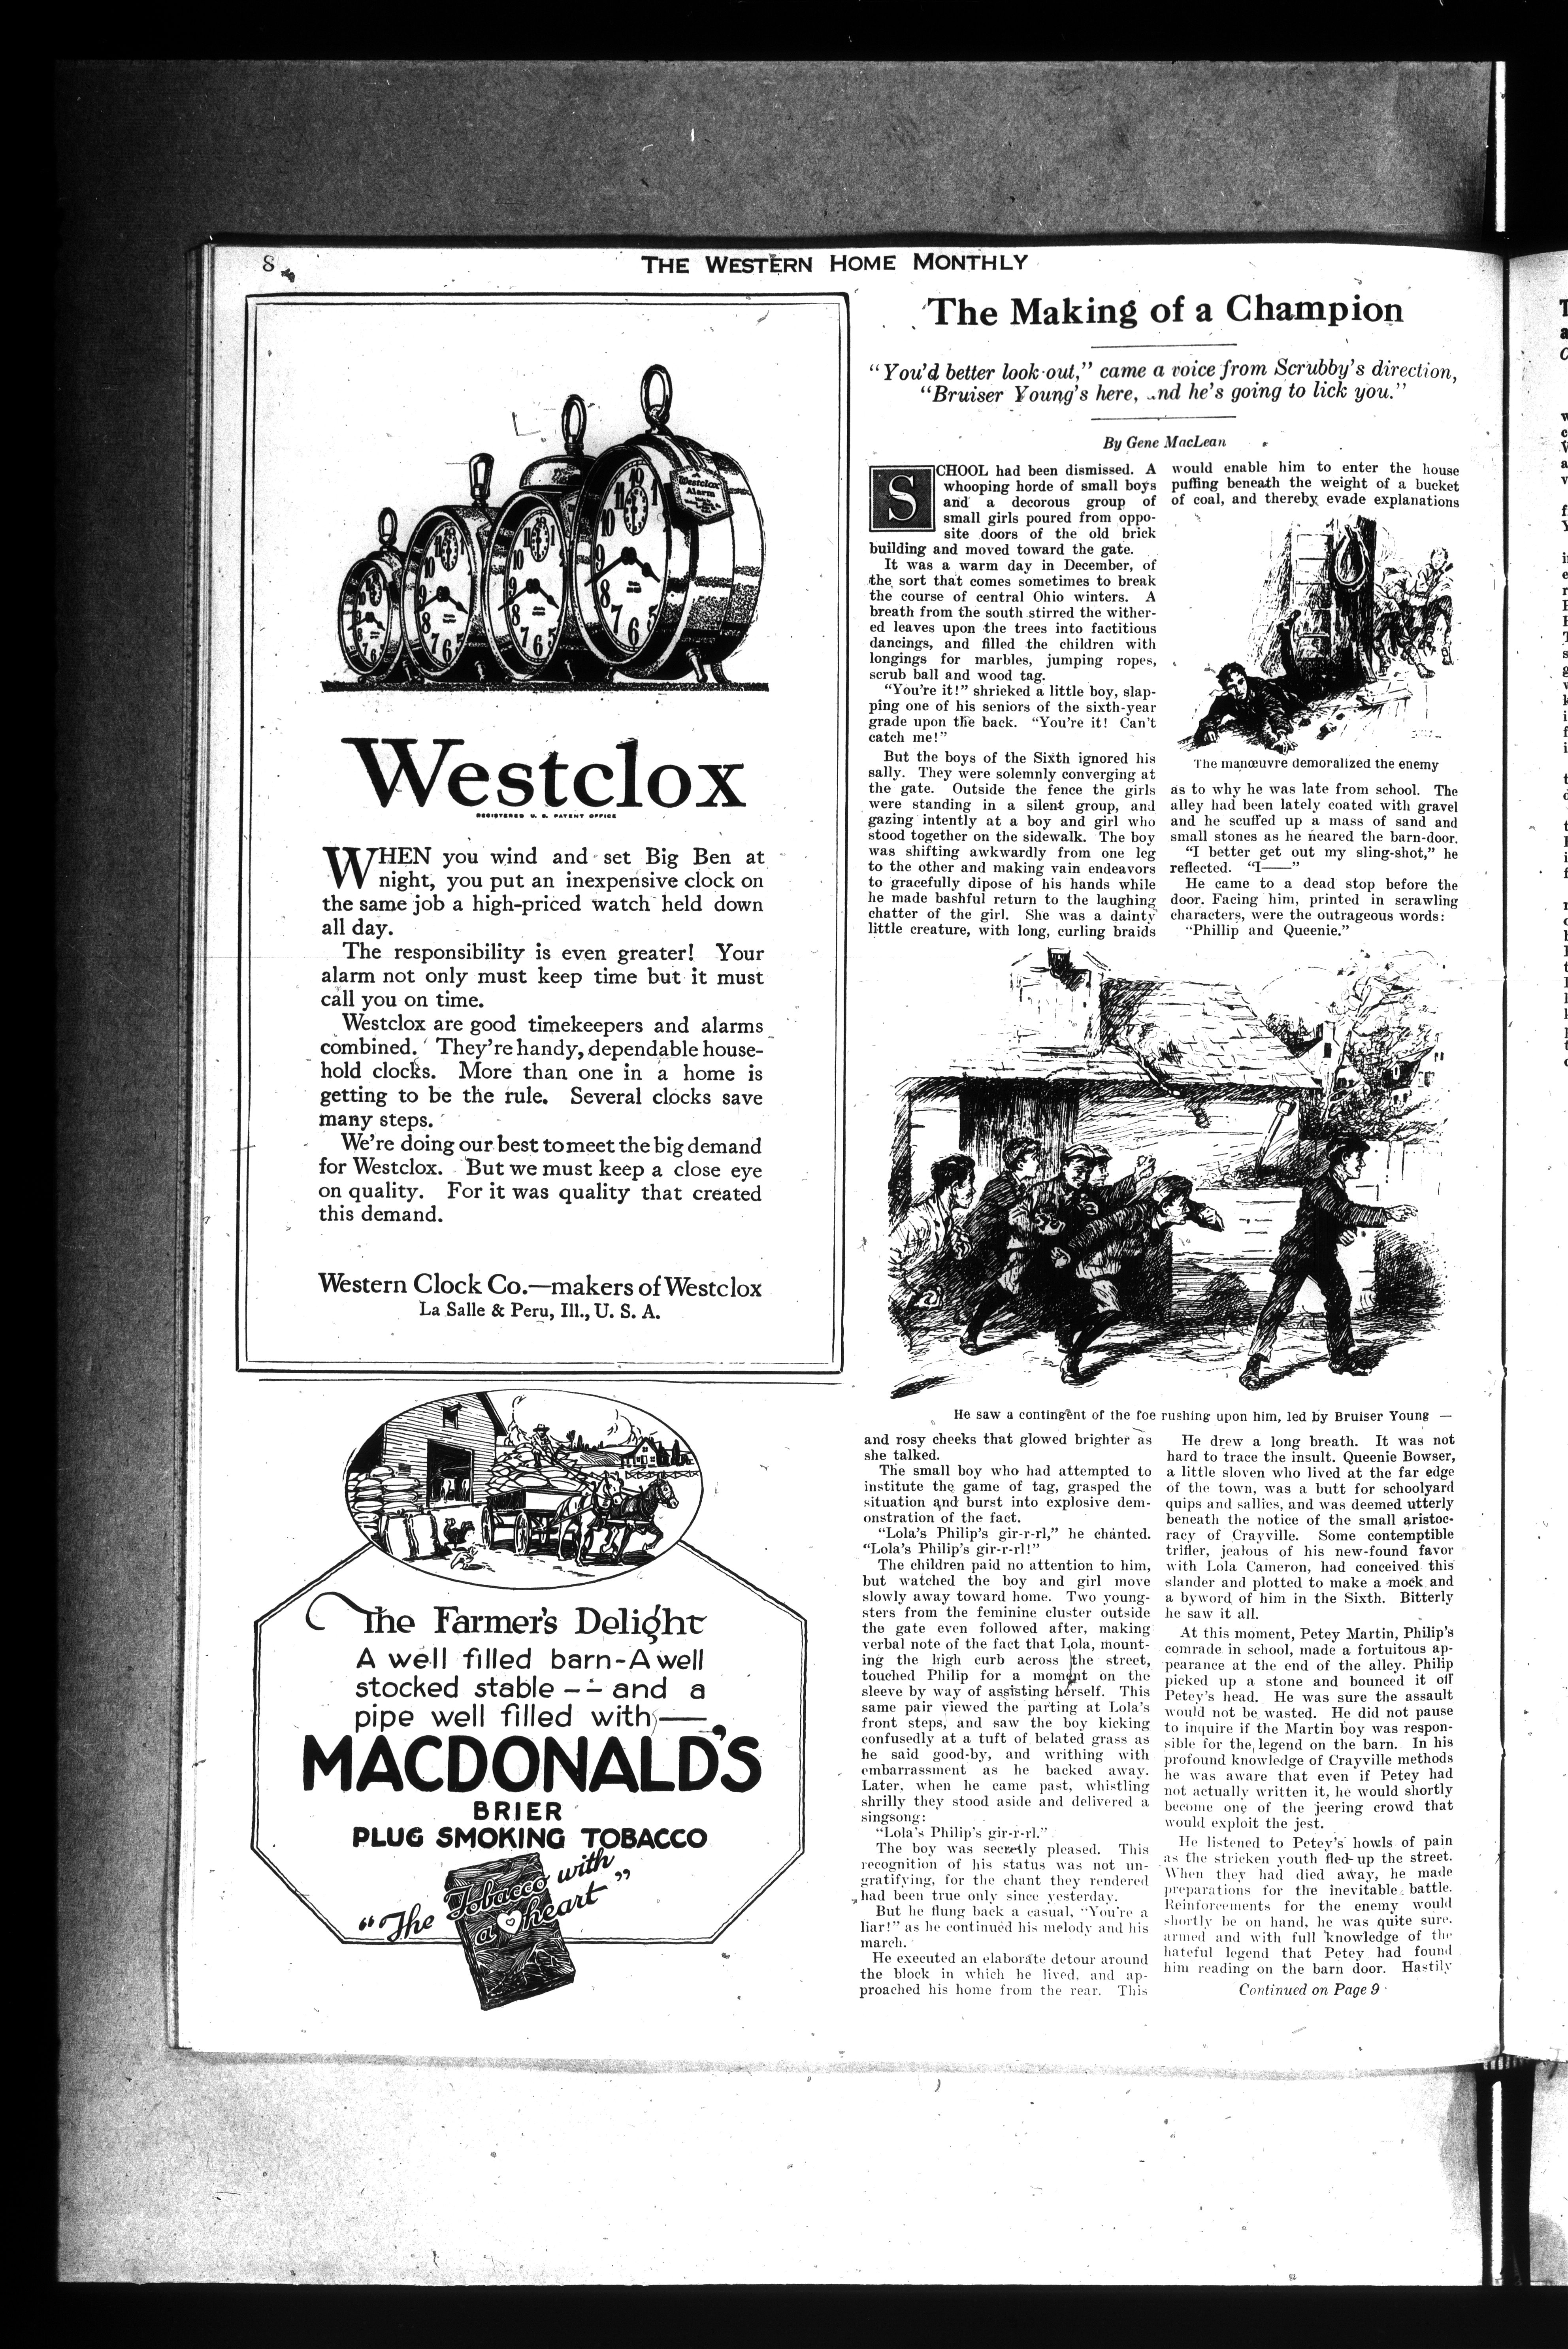 8
THE WESTERN HOME MONTHLY
Westclox
Alarm
Westclox
REGISTERED U. S. PATENT OFFICE
WHEN you wind and set Big Ben at
night, you put an inexpensive clock on
the same job a high-priced watch held down
all day.
The responsibility is even greater! Your
alarm not only must keep time but it must
call you on time.
Westclox are good timekeepers and alarms
combined. They're handy, dependable house-
hold clocks. More than one in a home is
getting to be the rule. Several clocks save
many steps.
We're doing our best to meet the big demand
for Westclox. But we must keep a close eye
on quality. For it was quality that created
this demand.
Western Clock Co.—makers of Westclox
La Salle & Peru, Ill., U. S. A.
The Farmer's Delight
A well filled barn-A well
stocked stable -- and a
pipe well filled with—
MACDONALD'S
BRIER
PLUG SMOKING TOBACCO
"The Tobacco with
a heart"
The Making of a Champion
"You'd better look out," came a voice from Scrubby's direction,
"Bruiser Young's here, and he's going to lick you."
By Gene MacLean
SCHOOL had been dismissed. A
whooping horde of small boys
and a decorous group of
small girls poured from oppo-
site doors of the old brick
building and moved toward the gate.
It was a warm day in December, of
the sort that comes sometimes to break
the course of central Ohio winters. A
breath from the south stirred the wither-
ed leaves upon the trees into factitious
dancings, and filled the children with
longings for marbles, jumping ropes,
scrub ball and wood tag.
"You're it!" shrieked a little boy, slap-
ping one of his seniors of the sixth-year
grade upon the back. "You're it! Can't
catch me!"
But the boys of the Sixth ignored his
sally. They were solemnly converging at
the gate. Outside the fence the girls
were standing in a silent group, and
gazing intently at a boy and girl who
stood together on the sidewalk. The boy
was shifting awkwardly from one leg
to the other and making vain endeavors
to gracefully dipose of his hands while
he made bashful return to the laughing
chatter of the girl. She was a dainty
little creature, with long, curling braids
would enable him to enter the house
puffing beneath the weight of a bucket
of coal, and thereby evade explanations
The manœuvre demoralized the enemy
as to why he was late from school. The
alley had been lately coated with gravel
and he scuffed up a mass of sand and
small stones as he neared the barn-door.
"I better get out my sling-shot," he
reflected. "I——"
He came to a dead stop before the
door. Facing him, printed in scrawling
characters, were the outrageous words:
"Phillip and Queenie."
He saw a contingent of the foe rushing upon him, led by Bruiser Young —
and rosy cheeks that glowed brighter as
she talked.
The small boy who had attempted to
institute the game of tag, grasped the
situation and burst into explosive dem-
onstration of the fact.
"Lola's Philip's gir-r-rl," he chanted.
"Lola's Philip's gir-r-rl!"
The children paid no attention to him,
but watched the boy and girl move
slowly away toward home. Two young-
sters from the feminine cluster outside
the gate even followed after, making
verbal note of the fact that Lola, mount-
ing the high curb across the street,
touched Philip for a moment on the
sleeve by way of assisting herself. This
same pair viewed the parting at Lola's
front steps, and saw the boy kicking
confusedly at a tuft of belated grass as
he said good-by, and writhing with
embarrassment as he backed away.
Later, when he came past, whistling
shrilly they stood aside and delivered a
singsong:
"Lola's Philip's gir-r-rl."
The boy was secretly pleased. This
recognition of his status was not un-
gratifying, for the chant they rendered
had been true only since yesterday.
But he flung back a casual, "You're a
liar!" as he continued his melody and his
march.
He executed an elaborate detour around
the block in which he lived, and ap-
proached his home from the rear. This
He drew a long breath. It was not
hard to trace the insult. Queenie Bowser,
a little sloven who lived at the far edge
of the town, was a butt for schoolyard
quips and sallies, and was deemed utterly
beneath the notice of the small aristoc-
racy of Crayville. Some contemptible
trifler, jealous of his new-found favor
with Lola Cameron, had conceived this
slander and plotted to make a mock and
a byword of him in the Sixth. Bitterly
he saw it all.
At this moment, Petey Martin, Philip's
comrade in school, made a fortuitous ap-
pearance at the end of the alley. Philip
picked up a stone and bounced it off
Petey's head. He was sure the assault
would not be wasted. He did not pause
to inquire if the Martin boy was respon-
sible for the legend on the barn. In his
profound knowledge of Crayville methods
he was aware that even if Petey had
not actually written it, he would shortly
become one of the jeering crowd that
would exploit the jest.
He listened to Petey's howls of pain
as the stricken youth fled up the street.
When they had died away, he made
preparations for the inevitable battle.
Reinforcements for the enemy would
shortly be on hand, he was quite sure,
armed and with full knowledge of the
hateful legend that Petey had found
him reading on the barn door. Hastily
Continued on Page 9